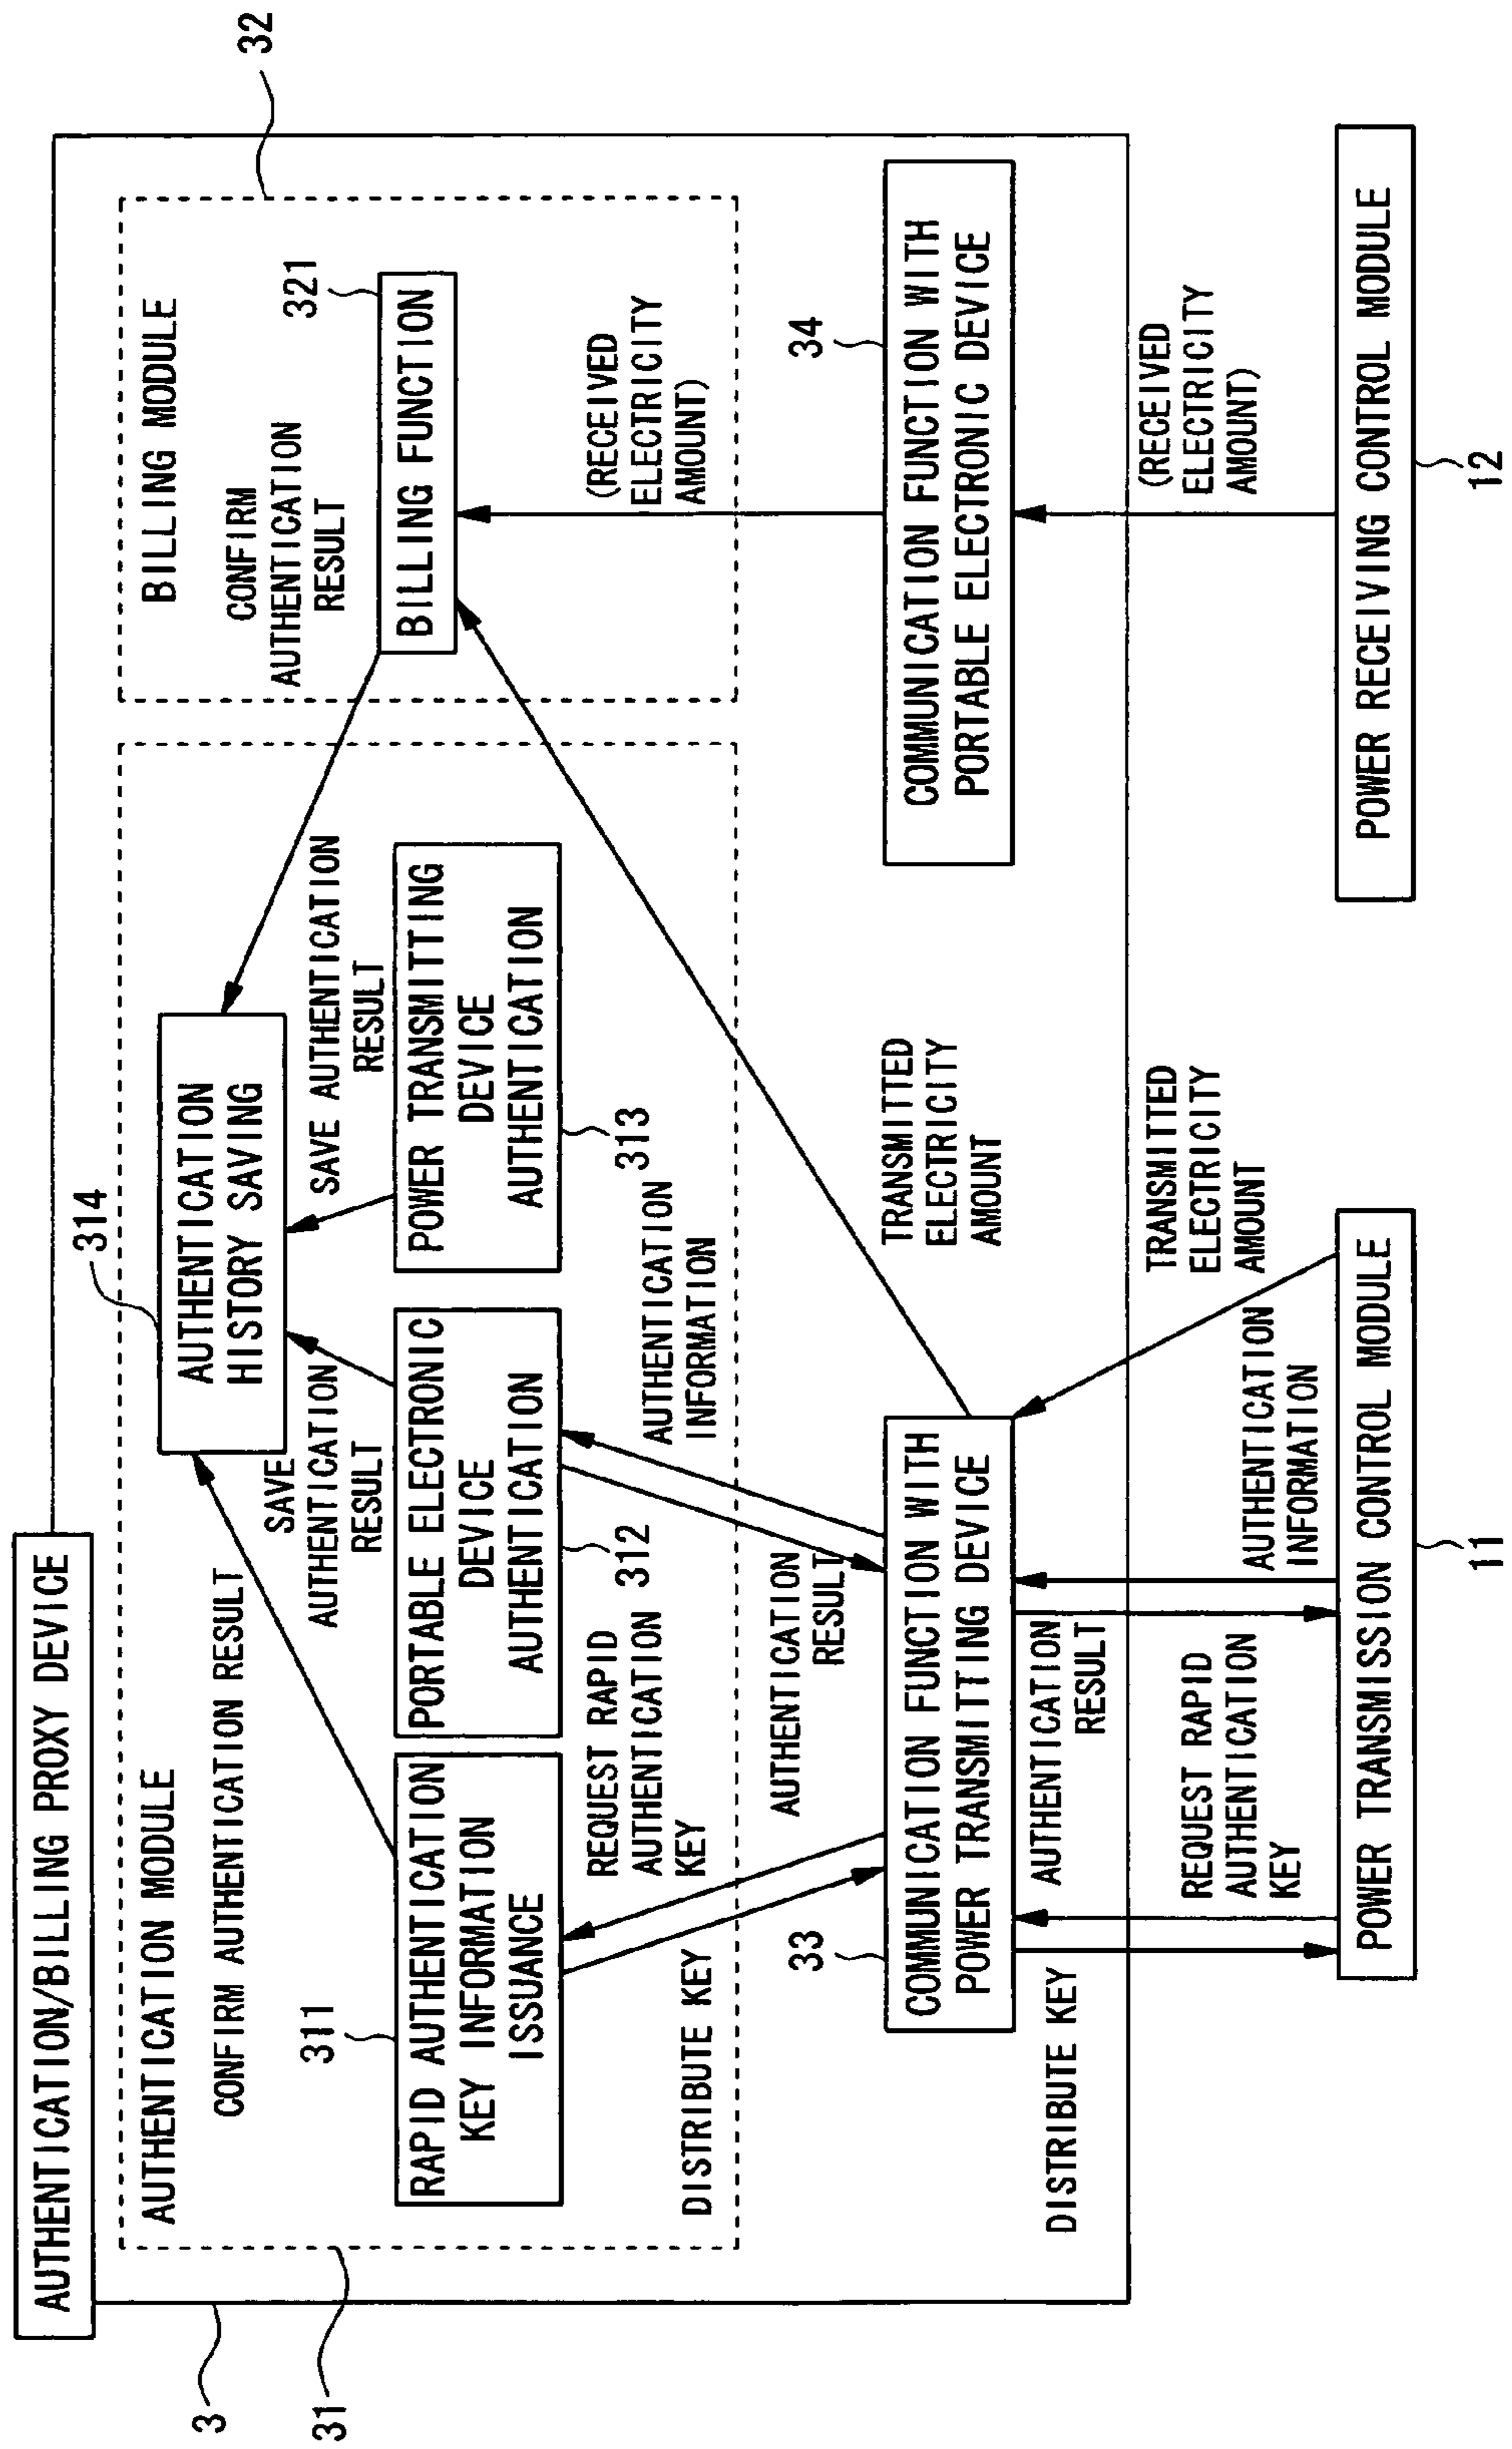 AUTHENTICATION/BILLING PROXY DEVICE
3
31
AUTHENTICATION MODULE
CONFIRM AUTHENTICATION RESULT
314
AUTHENTICATION
HISTORY SAVING
SAVE
AUTHENTICATION
RESULT
SAVE AUTHENTICATION
RESULT
311
RAPID AUTHENTICATION
KEY INFORMATION
ISSUANCE
PORTABLE ELECTRONIC
DEVICE
AUTHENTICATION
312
POWER TRANSMITTING
DEVICE
AUTHENTICATION
313
DISTRIBUTE KEY
REQUEST RAPID
AUTHENTICATION
KEY
AUTHENTICATION
RESULT
AUTHENTICATION
INFORMATION
32
BILLING MODULE
CONFIRM
AUTHENTICATION
RESULT
321
BILLING FUNCTION
(RECEIVED
ELECTRICITY
AMOUNT)
33
COMMUNICATION FUNCTION WITH
POWER TRANSMITTING DEVICE
TRANSMITTED
ELECTRICITY
AMOUNT
34
COMMUNICATION FUNCTION WITH
PORTABLE ELECTRONIC DEVICE
DISTRIBUTE KEY
REQUEST RAPID
AUTHENTICATION
KEY
AUTHENTICATION
RESULT
AUTHENTICATION
INFORMATION
TRANSMITTED
ELECTRICITY
AMOUNT
(RECEIVED
ELECTRICITY
AMOUNT)
POWER TRANSMISSION CONTROL MODULE
11
POWER RECEIVING CONTROL MODULE
12